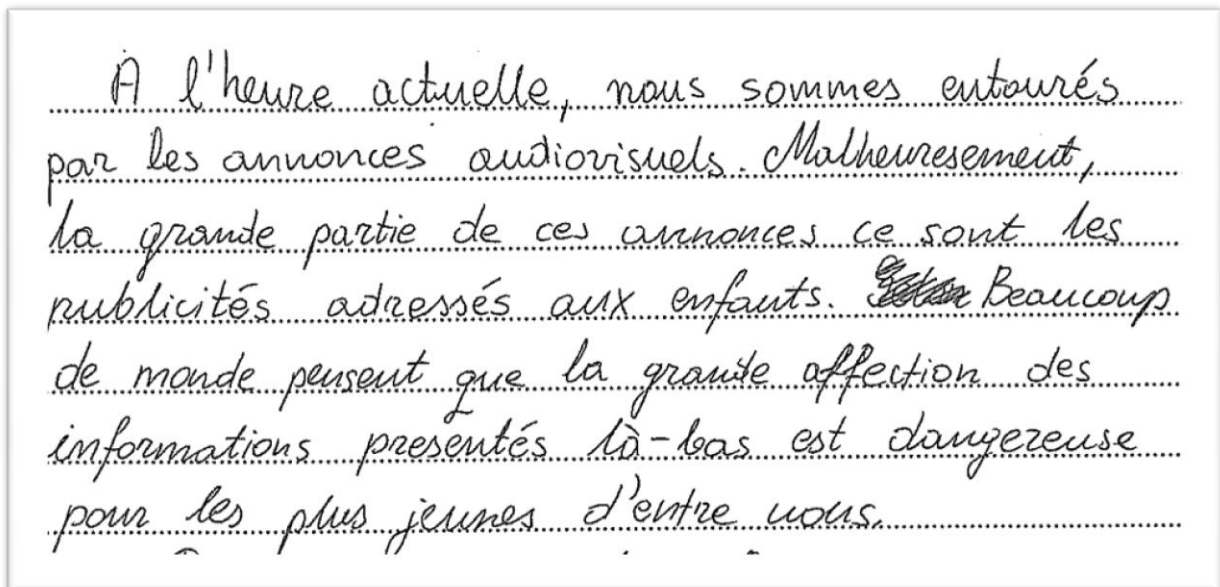 A l'heure actuelle, nous sommes entourés
par les annonces audiovisuels. Malheuresement,
la grande partie de ces annonces ce sont les
publicités adressés aux enfants. Beaucoup
de monde pensent que la grande affection des
informations presentés là-bas est dangereuse
pour les plus jeunes d'entre nous.